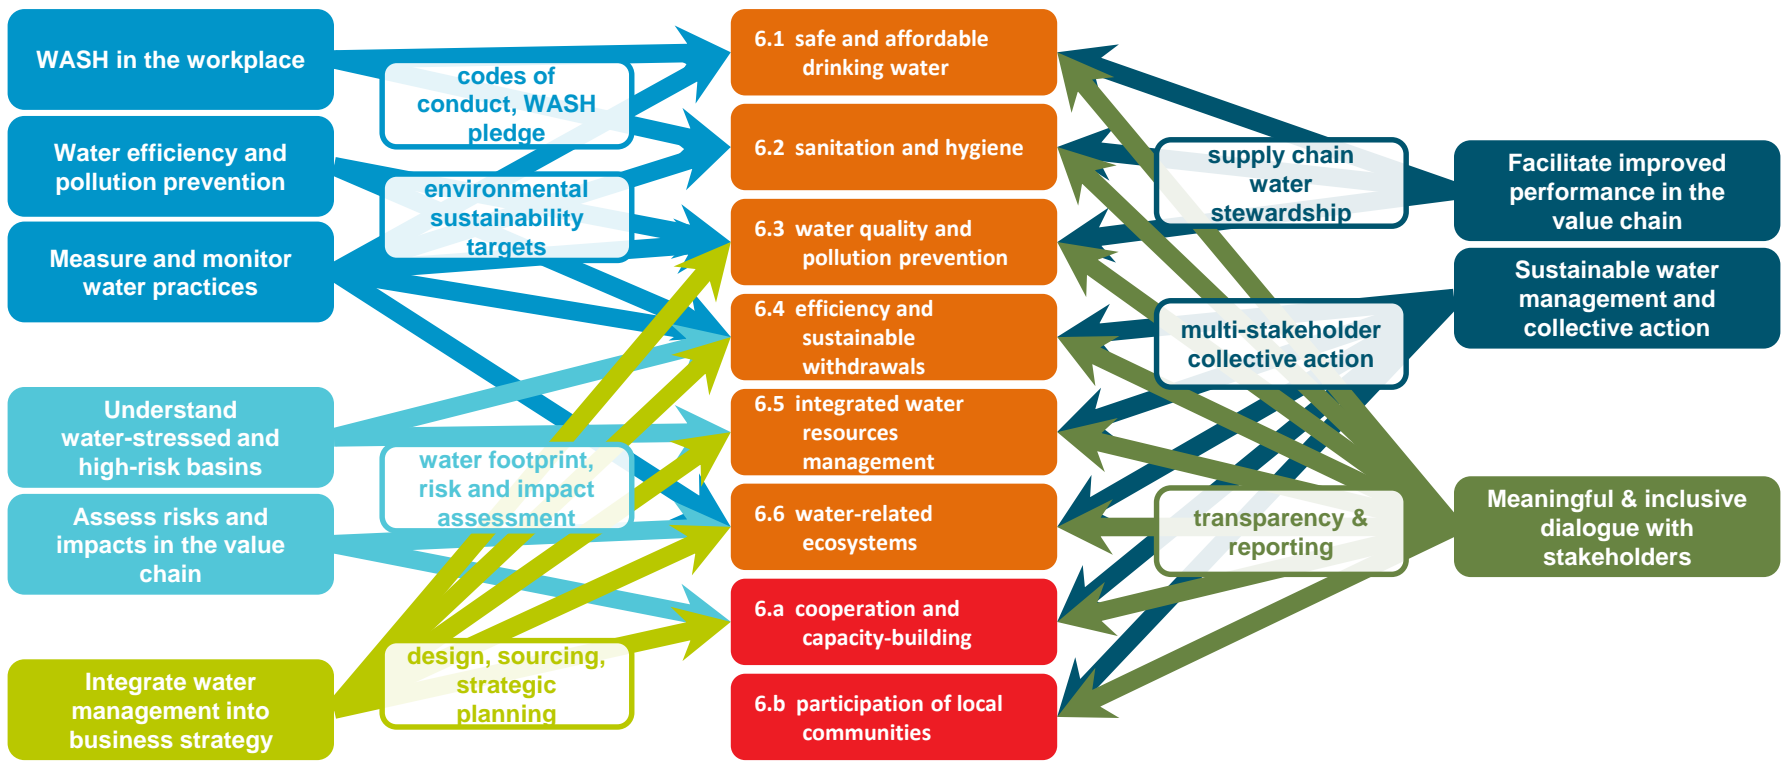 WASH in the workplace
Water efficiency and
pollution prevention
Measure and monitor
water practices
Understand
water-stressed and
high-risk basins
Assess risks and
impacts in the value
chain
Integrate water
management into
business strategy
codes of
conduct, WASH
pledge
environmental
sustainability
targets
water footprint,
risk and impact
assessment
design, sourcing,
strategic
planning
6.1 safe and affordable
drinking water
6.2 sanitation and hygiene
6.3 water quality and
pollution prevention
6.4 efficiency and
sustainable
withdrawals
6.5 integrated water
resources
management
6.6 water-related
ecosystems
6.a cooperation and
capacity-building
6.b participation of local
communities
supply chain
water
stewardship
multi-stakeholder
collective action
transparency &
reporting
Facilitate improved
performance in the
value chain
Sustainable water
management and
collective action
Meaningful & inclusive
dialogue with
stakeholders